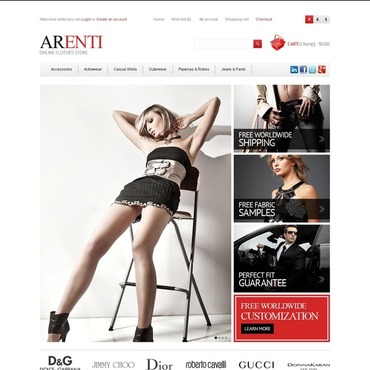 Welcome visitor you can Login or Create an account
Home Wish list (0) My Account Shopping cart Checkout
£ € $
ARENTI
ONLINE CLOTHES STORE
CART: 0 item(s) - $0.00
Accessories Activewear Casual Shirts Outerwear Pajamas & Robes Jeans & Pants
FREE WORLDWIDE
SHIPPING
FREE FABRIC
SAMPLES
PERFECT FIT
GUARANTEE
FREE WORLDWIDE
CUSTOMIZATION
LEARN MORE
D&G
DOLCE & GABBANA
JIMMY CHOO
Dior
roberto cavalli
GUCCI
DONNAKARAN